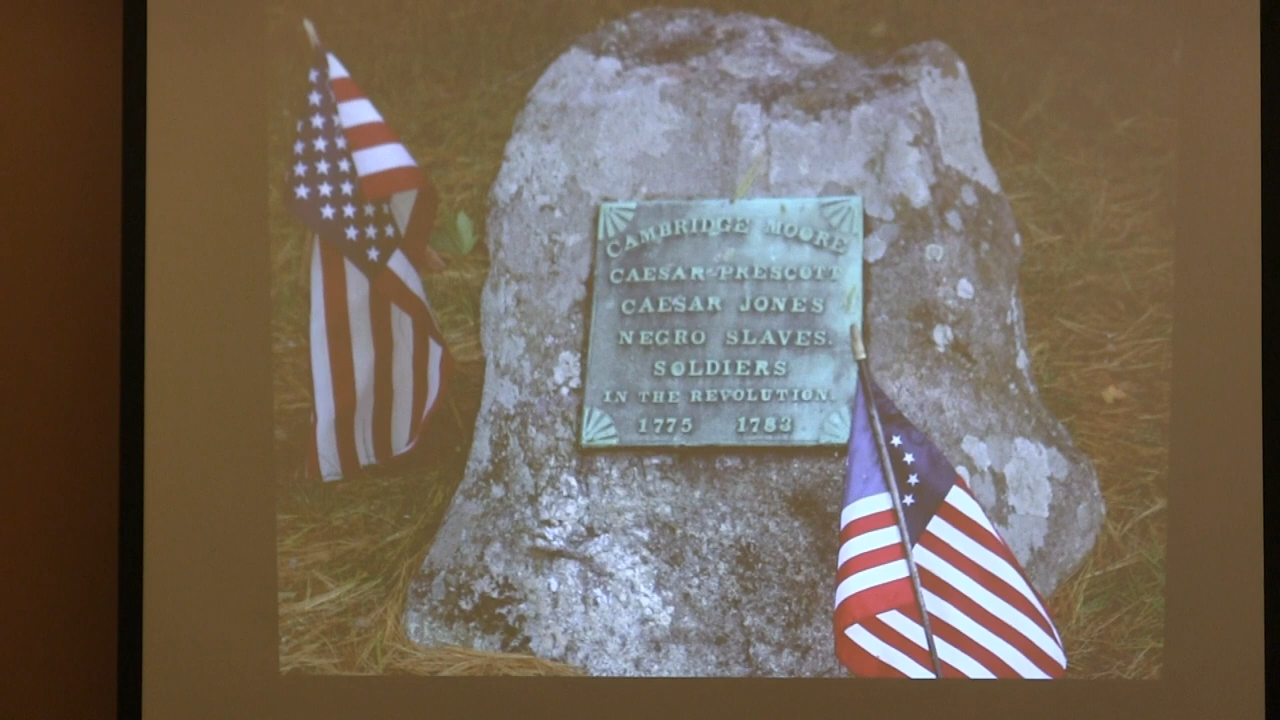 CAMBRIDGE MOORE
CAESAR PRESCOTT
CAESAR JONES
NEGRO SLAVES.
SOLDIERS
IN THE REVOLUTION.
1775 1783